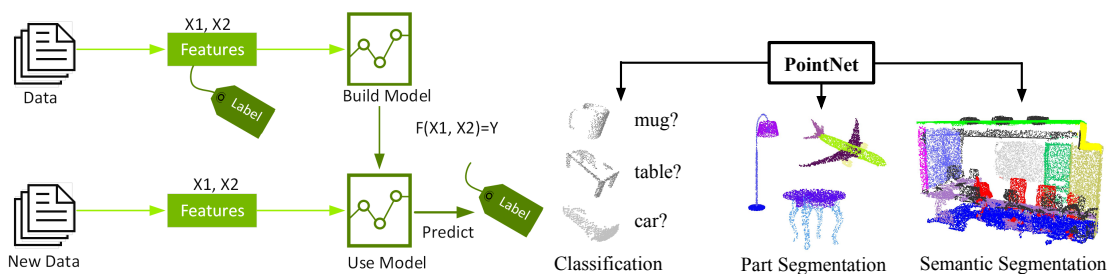 X1, X2
Features
Data
Label
Build Model
F(X1, X2)=Y
X1, X2
Features
New Data
Use Model
Predict
Label
PointNet
mug?
table?
car?
Classification
Part Segmentation
Semantic Segmentation